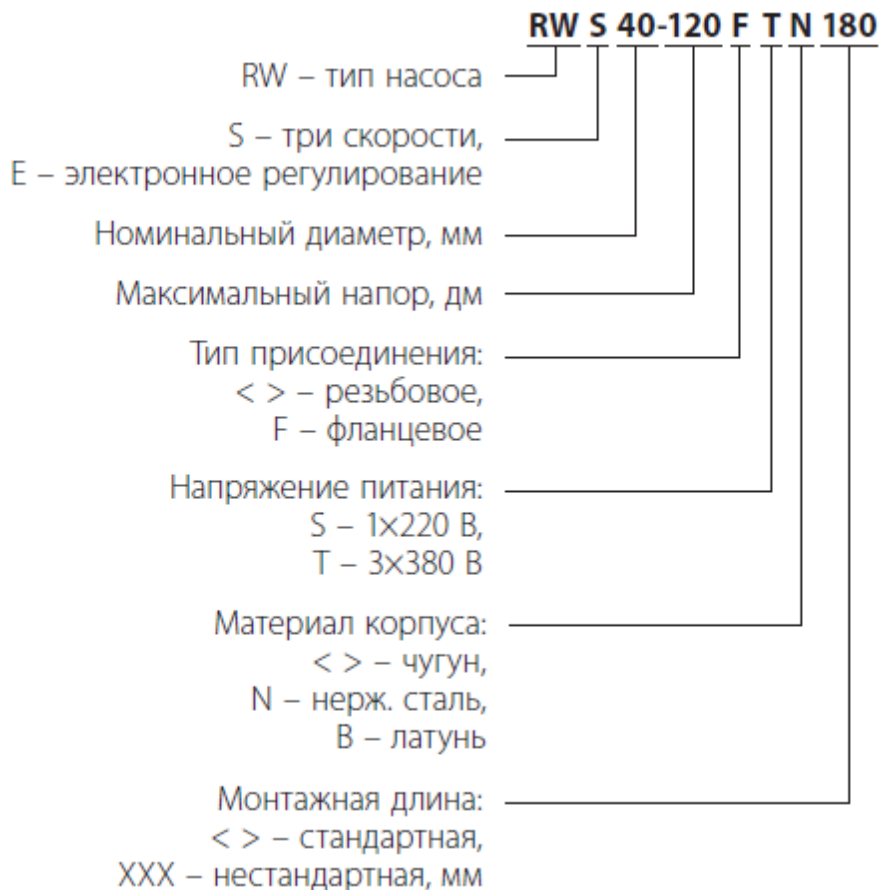 RW S 40-120 F T N 180
RW – тип насоса
S – три скорости,
E – электронное регулирование
Номинальный диаметр, мм
Максимальный напор, дм
Тип присоединения:
< > – резьбовое,
F – фланцевое
Напряжение питания:
S – 1×220 В,
T – 3×380 В
Материал корпуса:
< > – чугун,
N – нерж. сталь,
B – латунь
Монтажная длина:
< > – стандартная,
XXX – нестандартная, мм